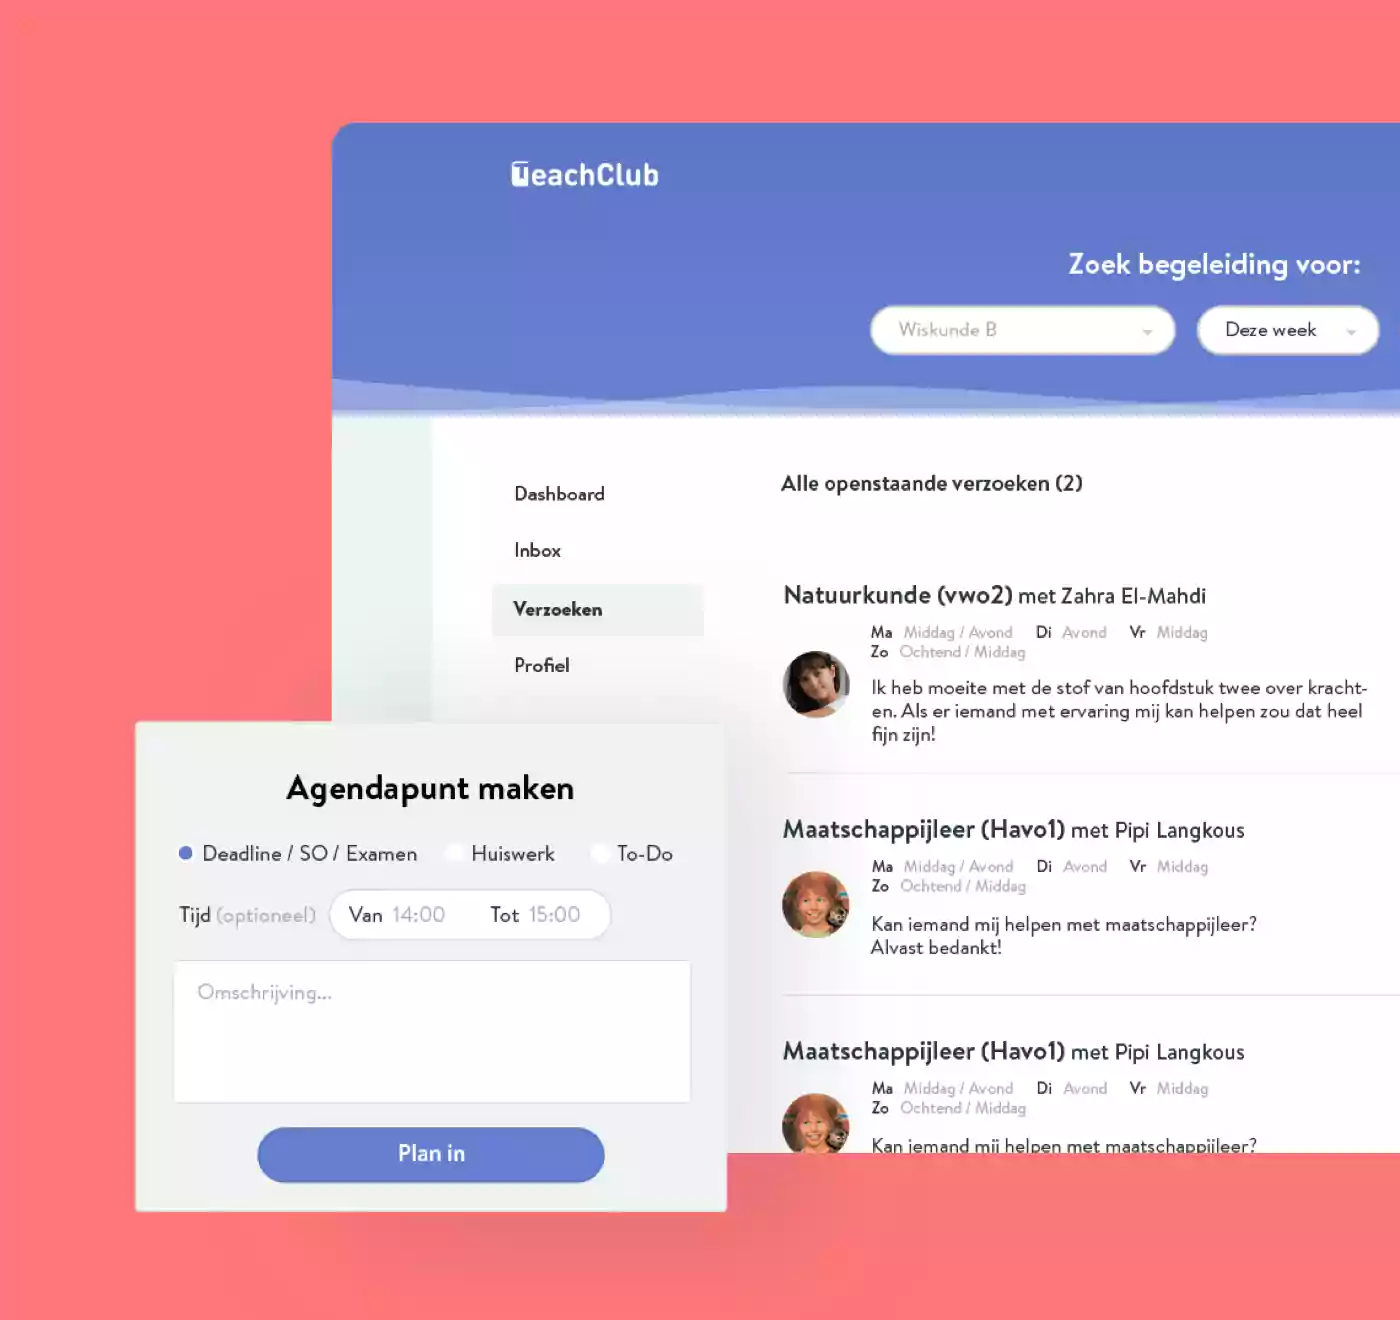 TeachClub
Zoek begeleiding voor:
Wiskunde B
Deze week
Dashboard
Inbox
Verzoeken
Profiel
Alle openstaande verzoeken (2)
Natuurkunde (vwo2) met Zahra El-Mahdi
Ma Middag / Avond Di Avond Vr Middag
Zo Ochtend / Middag
Ik heb moeite met de stof van hoofdstuk twee over kracht-
en. Als er iemand met ervaring mij kan helpen zou dat heel
fijn zijn!
Maatschappijleer (Havo1) met Pipi Langkous
Ma Middag / Avond Di Avond Vr Middag
Zo Ochtend / Middag
Kan iemand mij helpen met maatschappijleer?
Alvast bedankt!
Maatschappijleer (Havo1) met Pipi Langkous
Ma Middag / Avond Di Avond Vr Middag
Zo Ochtend / Middag
Kan iemand mij helpen met maatschappijleer?
Agendapunt maken
Deadline / SO / Examen Huiswerk To-Do
Tijd (optioneel) Van 14:00 Tot 15:00
Omschrijving...
Plan in